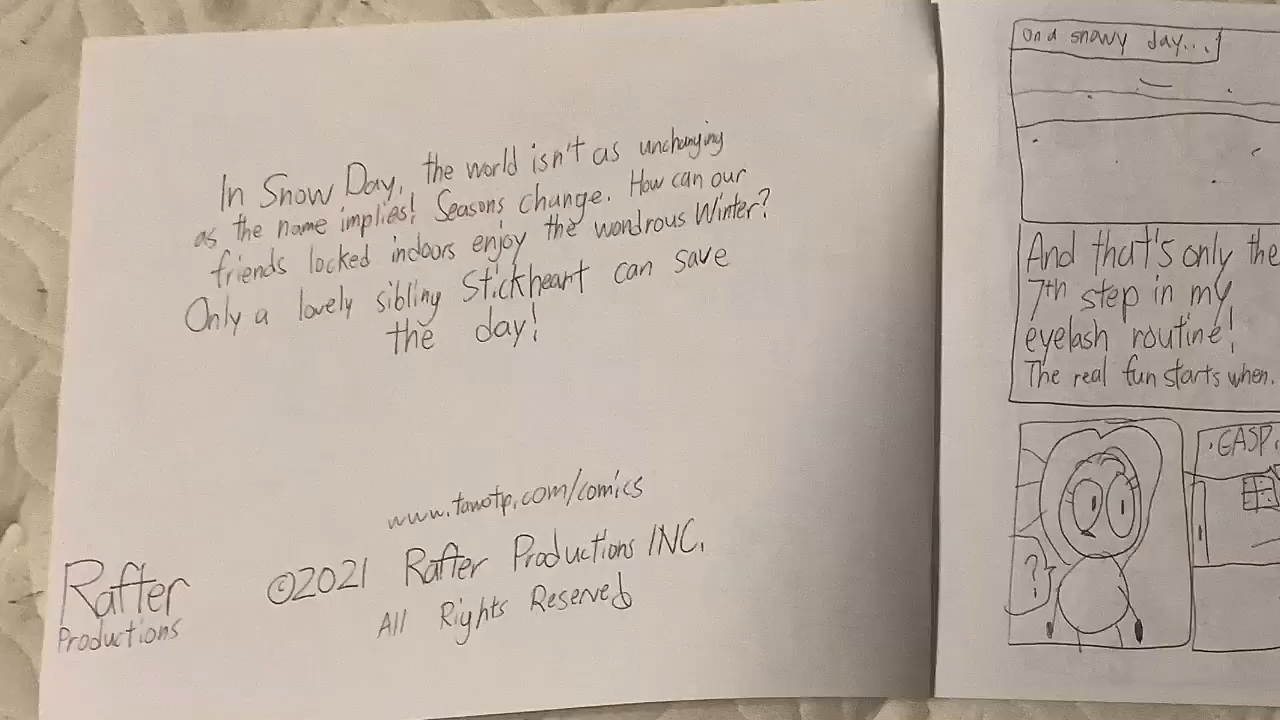 In Snow Day, the world isn't as unchanging
as the name implies! Seasons change. How can our
friends locked indoors enjoy the wondrous Winter?
Only a lovely sibling Stickheart can save
the day!
www.tawotp.com/comics
©2021 Rafter Productions INC.
All Rights Reserved
Rafter
Productions
On a snowy day...
And that's only the
7th step in my
eyelash routine!
The real fun starts when.
?
·GASP.